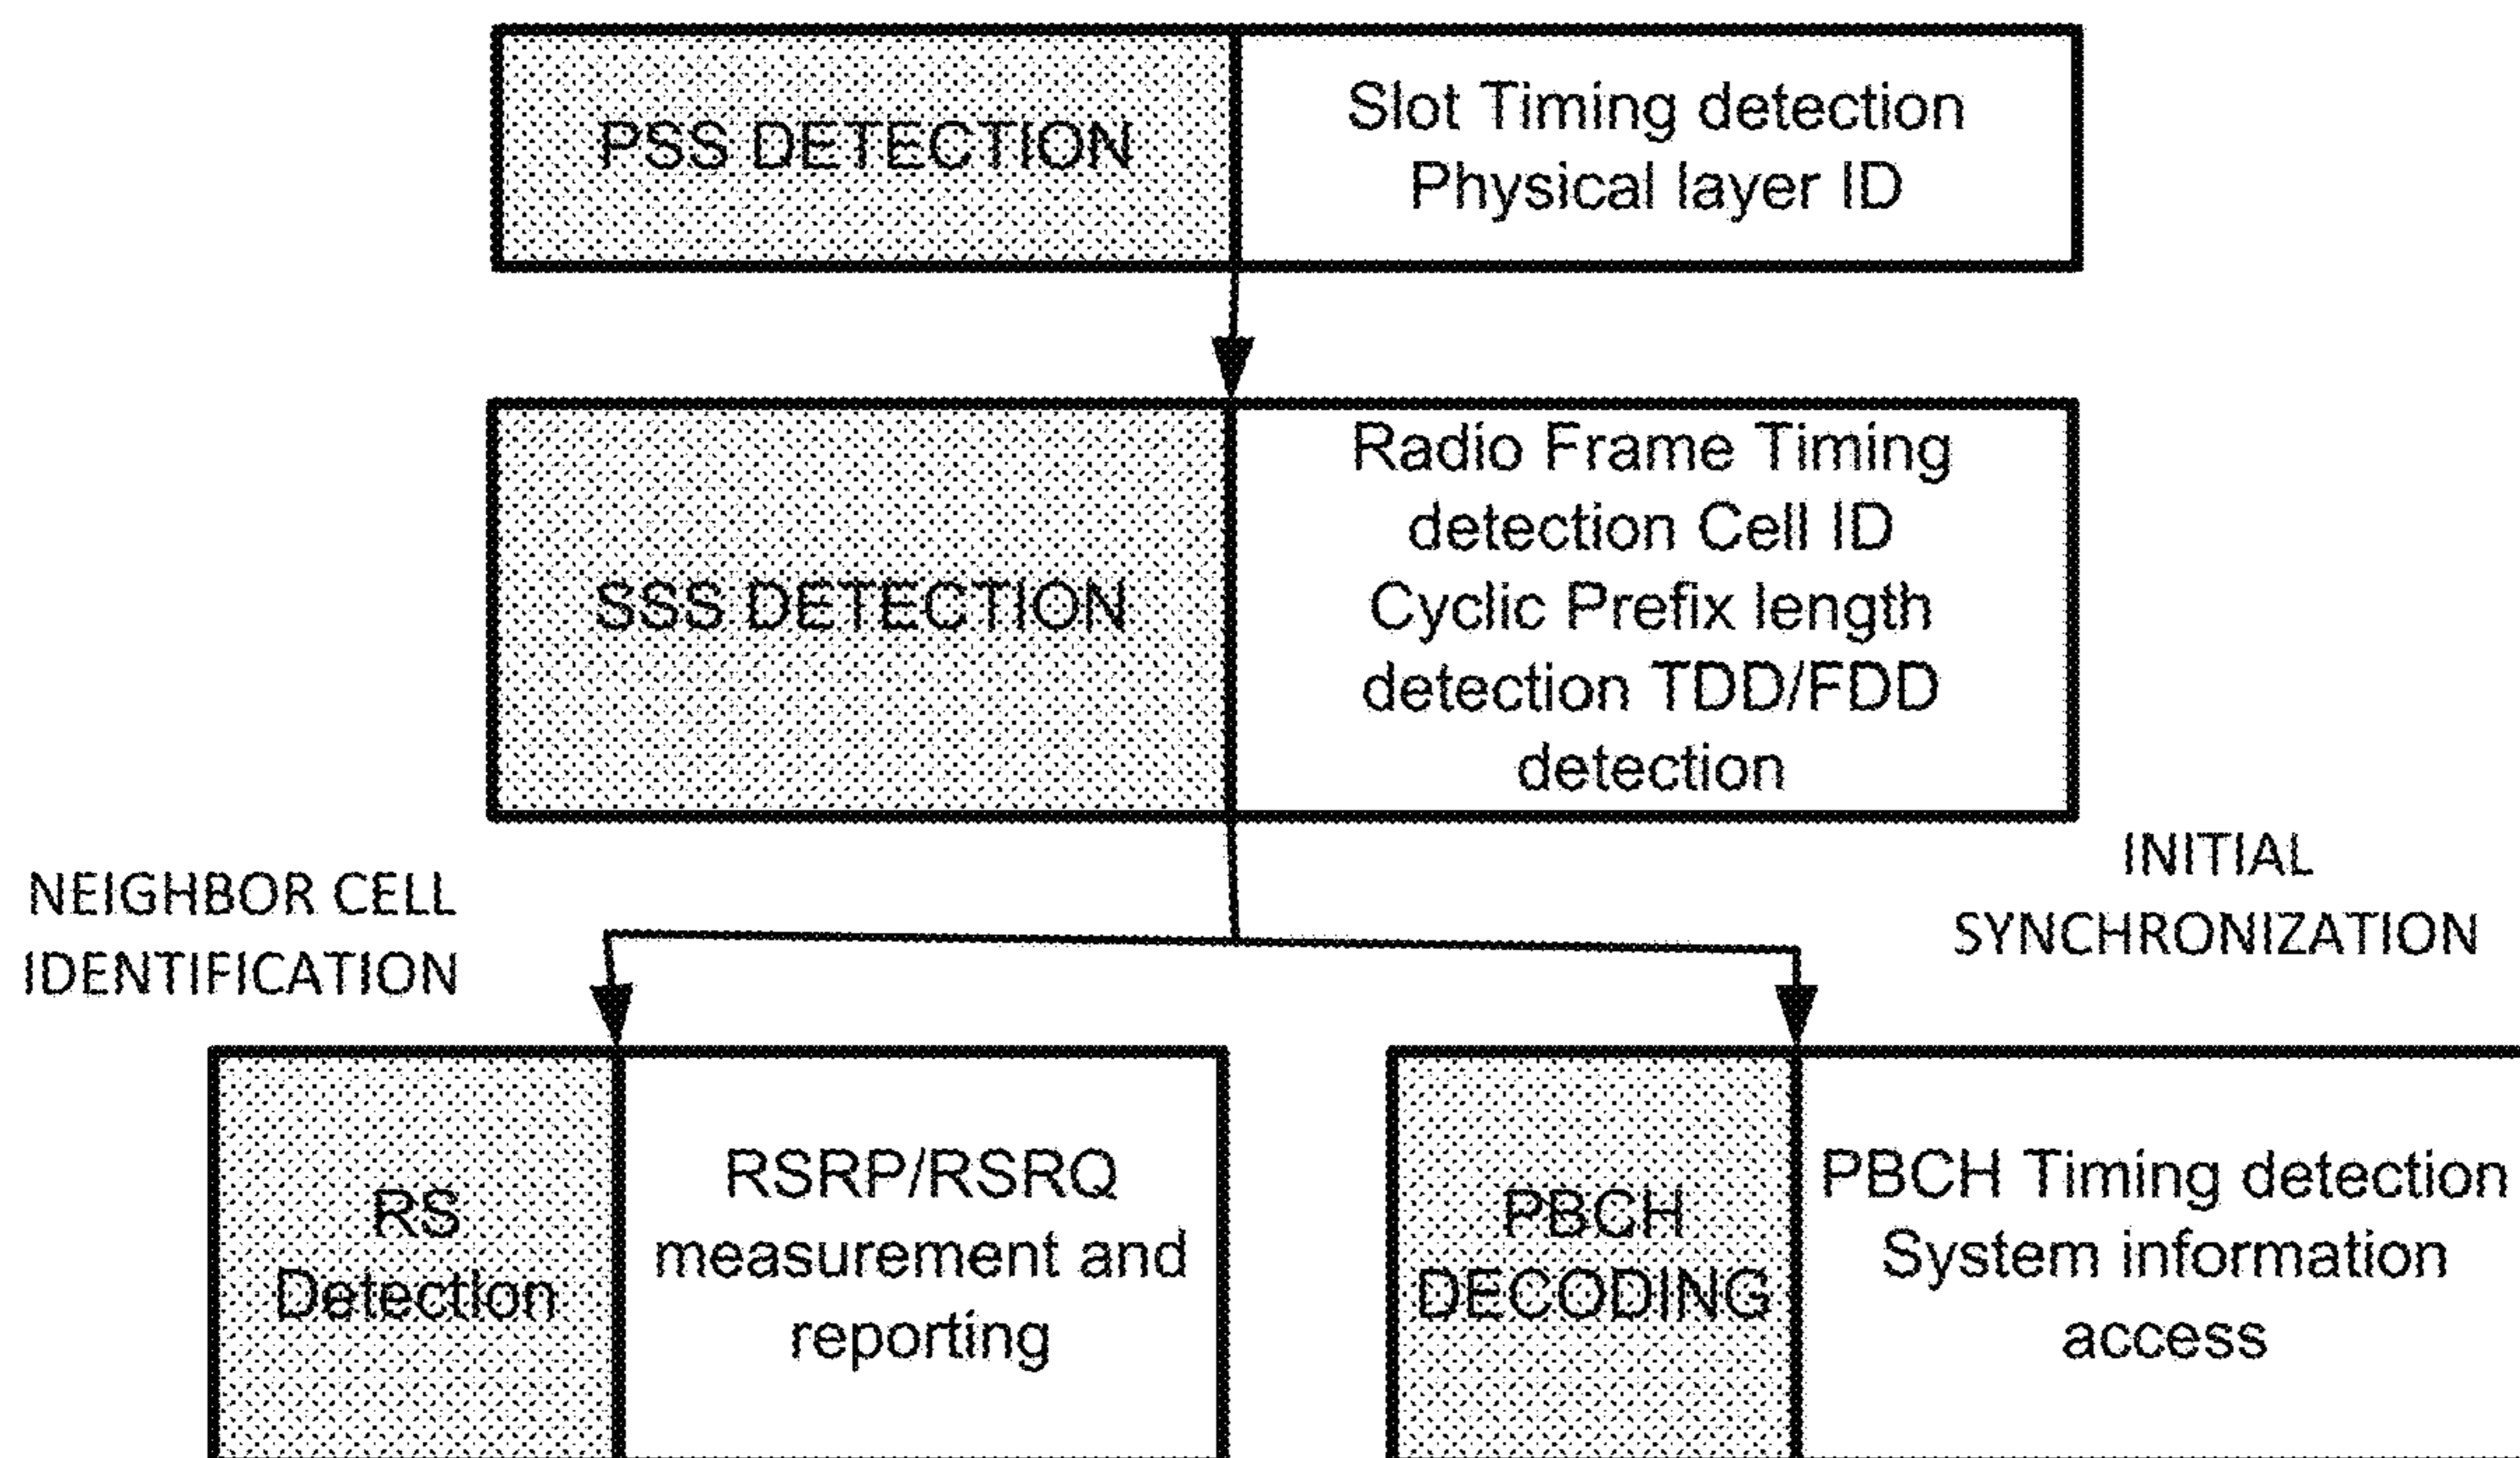 PSS DETECTION
Slot Timing detection
Physical layer ID
SSS DETECTION
Radio Frame Timing
detection Cell ID
Cyclic Prefix length
detection TDD/FDD
detection
NEIGHBOR CELL
IDENTIFICATION
INITIAL
SYNCHRONIZATION
RS
Detection
RSRP/RSRQ
measurement and
reporting
PBCH
DECODING
PBCH Timing detection
System information
access